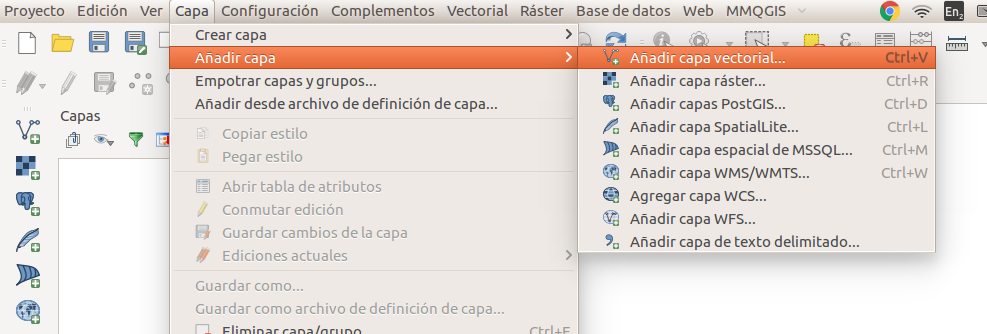 Proyecto Edición Ver Capa Configuración Complementos Vectorial Ráster Base de datos Web MMQGIS
En₂
Crear capa
Añadir capa
Empotrar capas y grupos...
Añadir desde archivo de definición de capa...
Copiar estilo
Pegar estilo
Abrir tabla de atributos
Conmutar edición
Guardar cambios de la capa
Ediciones actuales
Guardar como...
Guardar como archivo de definición de capa...
Eliminar capa/grupo Ctrl+E
Añadir capa vectorial... Ctrl+V
Añadir capa ráster... Ctrl+R
Añadir capas PostGIS... Ctrl+D
Añadir capa SpatiaLite... Ctrl+L
Añadir capa espacial de MSSQL... Ctrl+M
Añadir capa WMS/WMTS... Ctrl+W
Agregar capa WCS...
Añadir capa WFS...
Añadir capa de texto delimitado...
Capas